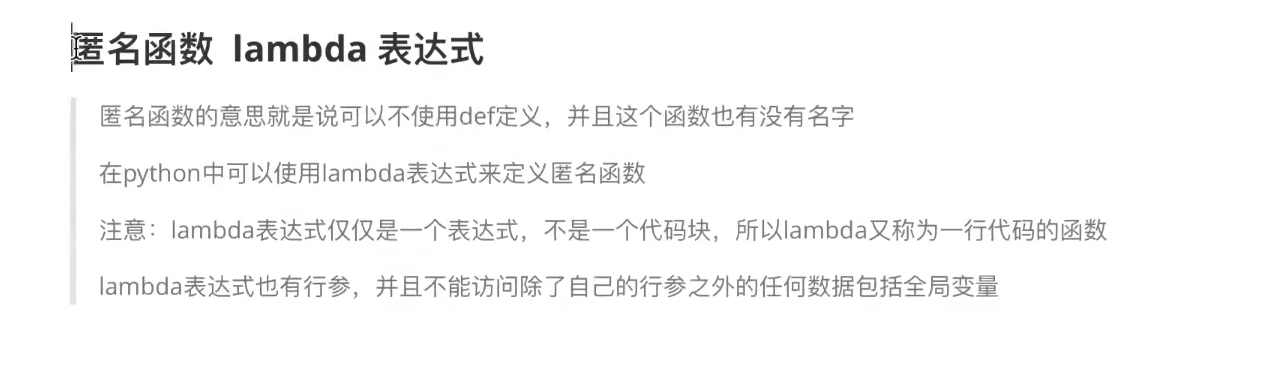 匿名函数 lambda 表达式
匿名函数的意思就是说可以不使用def定义，并且这个函数也有没有名字
在python中可以使用lambda表达式来定义匿名函数
注意：lambda表达式仅仅是一个表达式，不是一个代码块，所以lambda又称为一行代码的函数
lambda表达式也有行参，并且不能访问除了自己的行参之外的任何数据包括全局变量